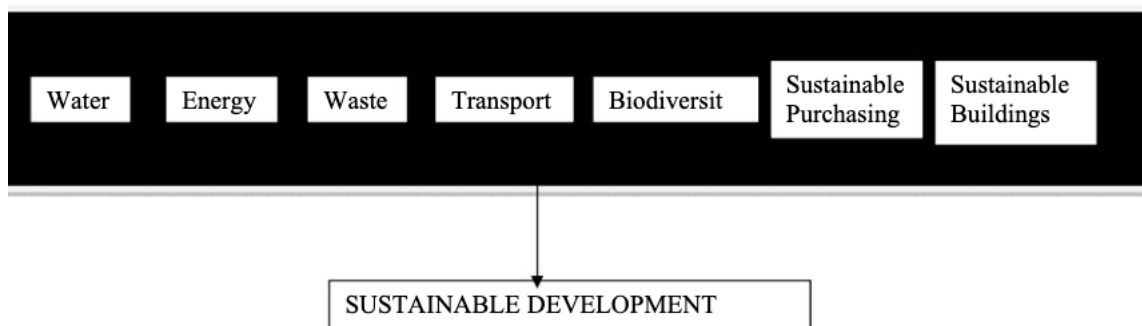 Water
Energy
Waste
Transport
Biodiversit
Sustainable
Purchasing
Sustainable
Buildings
SUSTAINABLE DEVELOPMENT